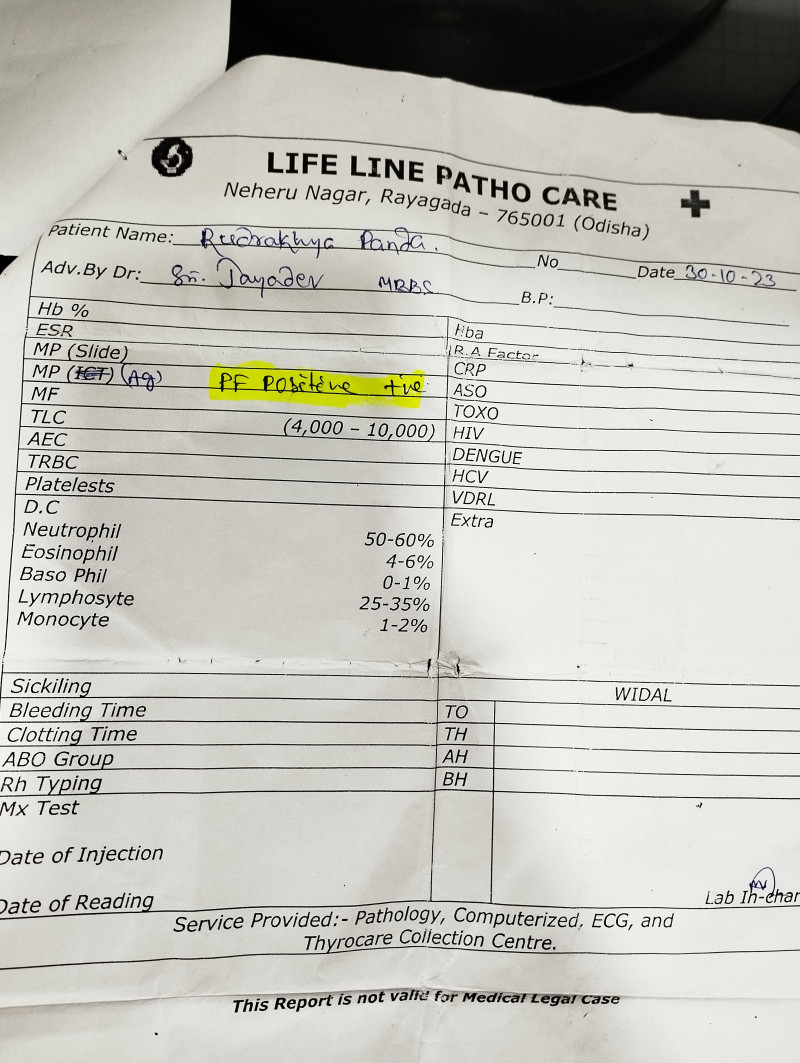 LIFE LINE PATHO CARE
Neheru Nagar, Rayagada – 765001 (Odisha)
Patient Name: Rudrakhya Panda.
No Date 30-10-23
Adv.By Dr: Sri. Jayadev MBBS B.P:
Hb %
Hba
ESR
R.A Factor
MP (Slide)
CRP
MP (ICT) (Ag) PF Positive +ive
ASO
MF
TOXO
TLC (4,000 – 10,000)
HIV
AEC
DENGUE
TRBC
HCV
Platelests
VDRL
D.C
Extra
Neutrophil 50-60%
Eosinophil 4-6%
Baso Phil 0-1%
Lymphosyte 25-35%
Monocyte 1-2%
Sickiling
WIDAL
Bleeding Time
TO
Clotting Time
TH
ABO Group
AH
Rh Typing
BH
Mx Test
Date of Injection
Date of Reading
Lab In-char
Service Provided:- Pathology, Computerized, ECG, and
Thyrocare Collection Centre.
This Report is not valid for Medical Legal Case